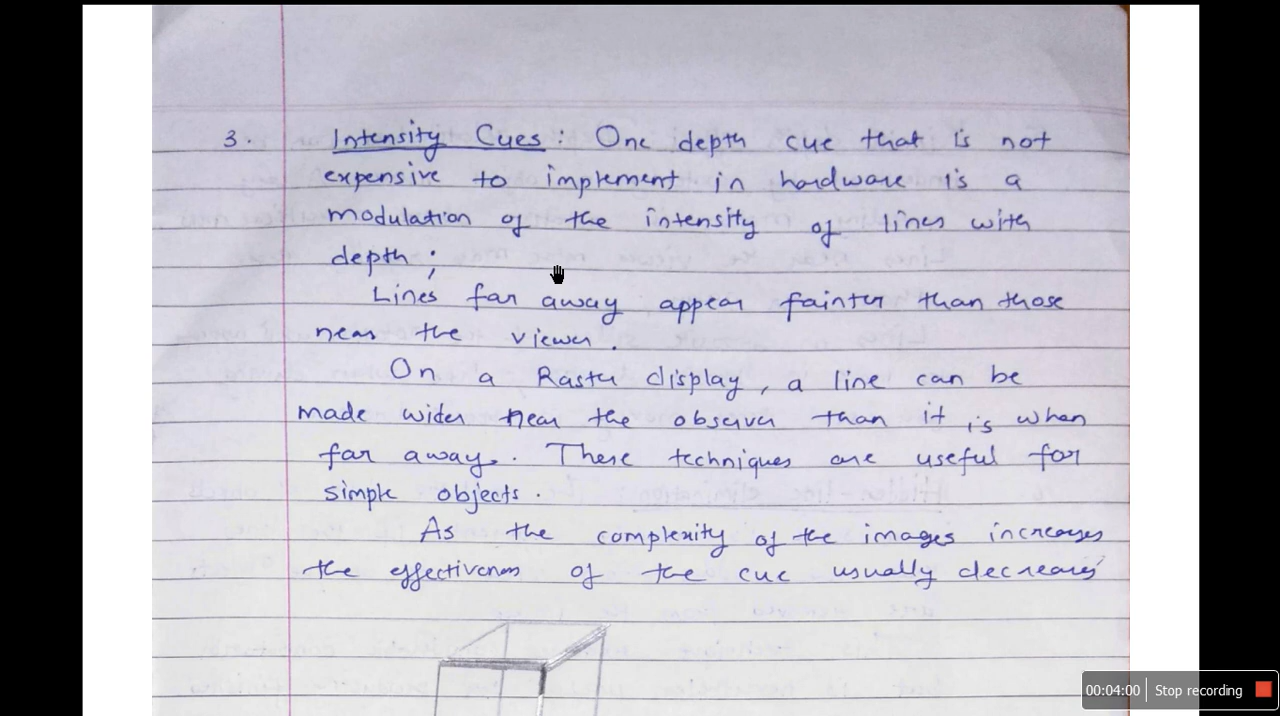 3. Intensity Cues : One depth cue that is not
expensive to implement in hardware is a
modulation of the intensity of lines with
depth ;
Lines far away appear fainter than those
near the viewer.
On a Raster display, a line can be
made wider near the observer than it is when
far away. These techniques are useful for
simple objects.
As the complexity of the images increases
the effectiveness of the cue usually decreases
00:04:00 Stop recording